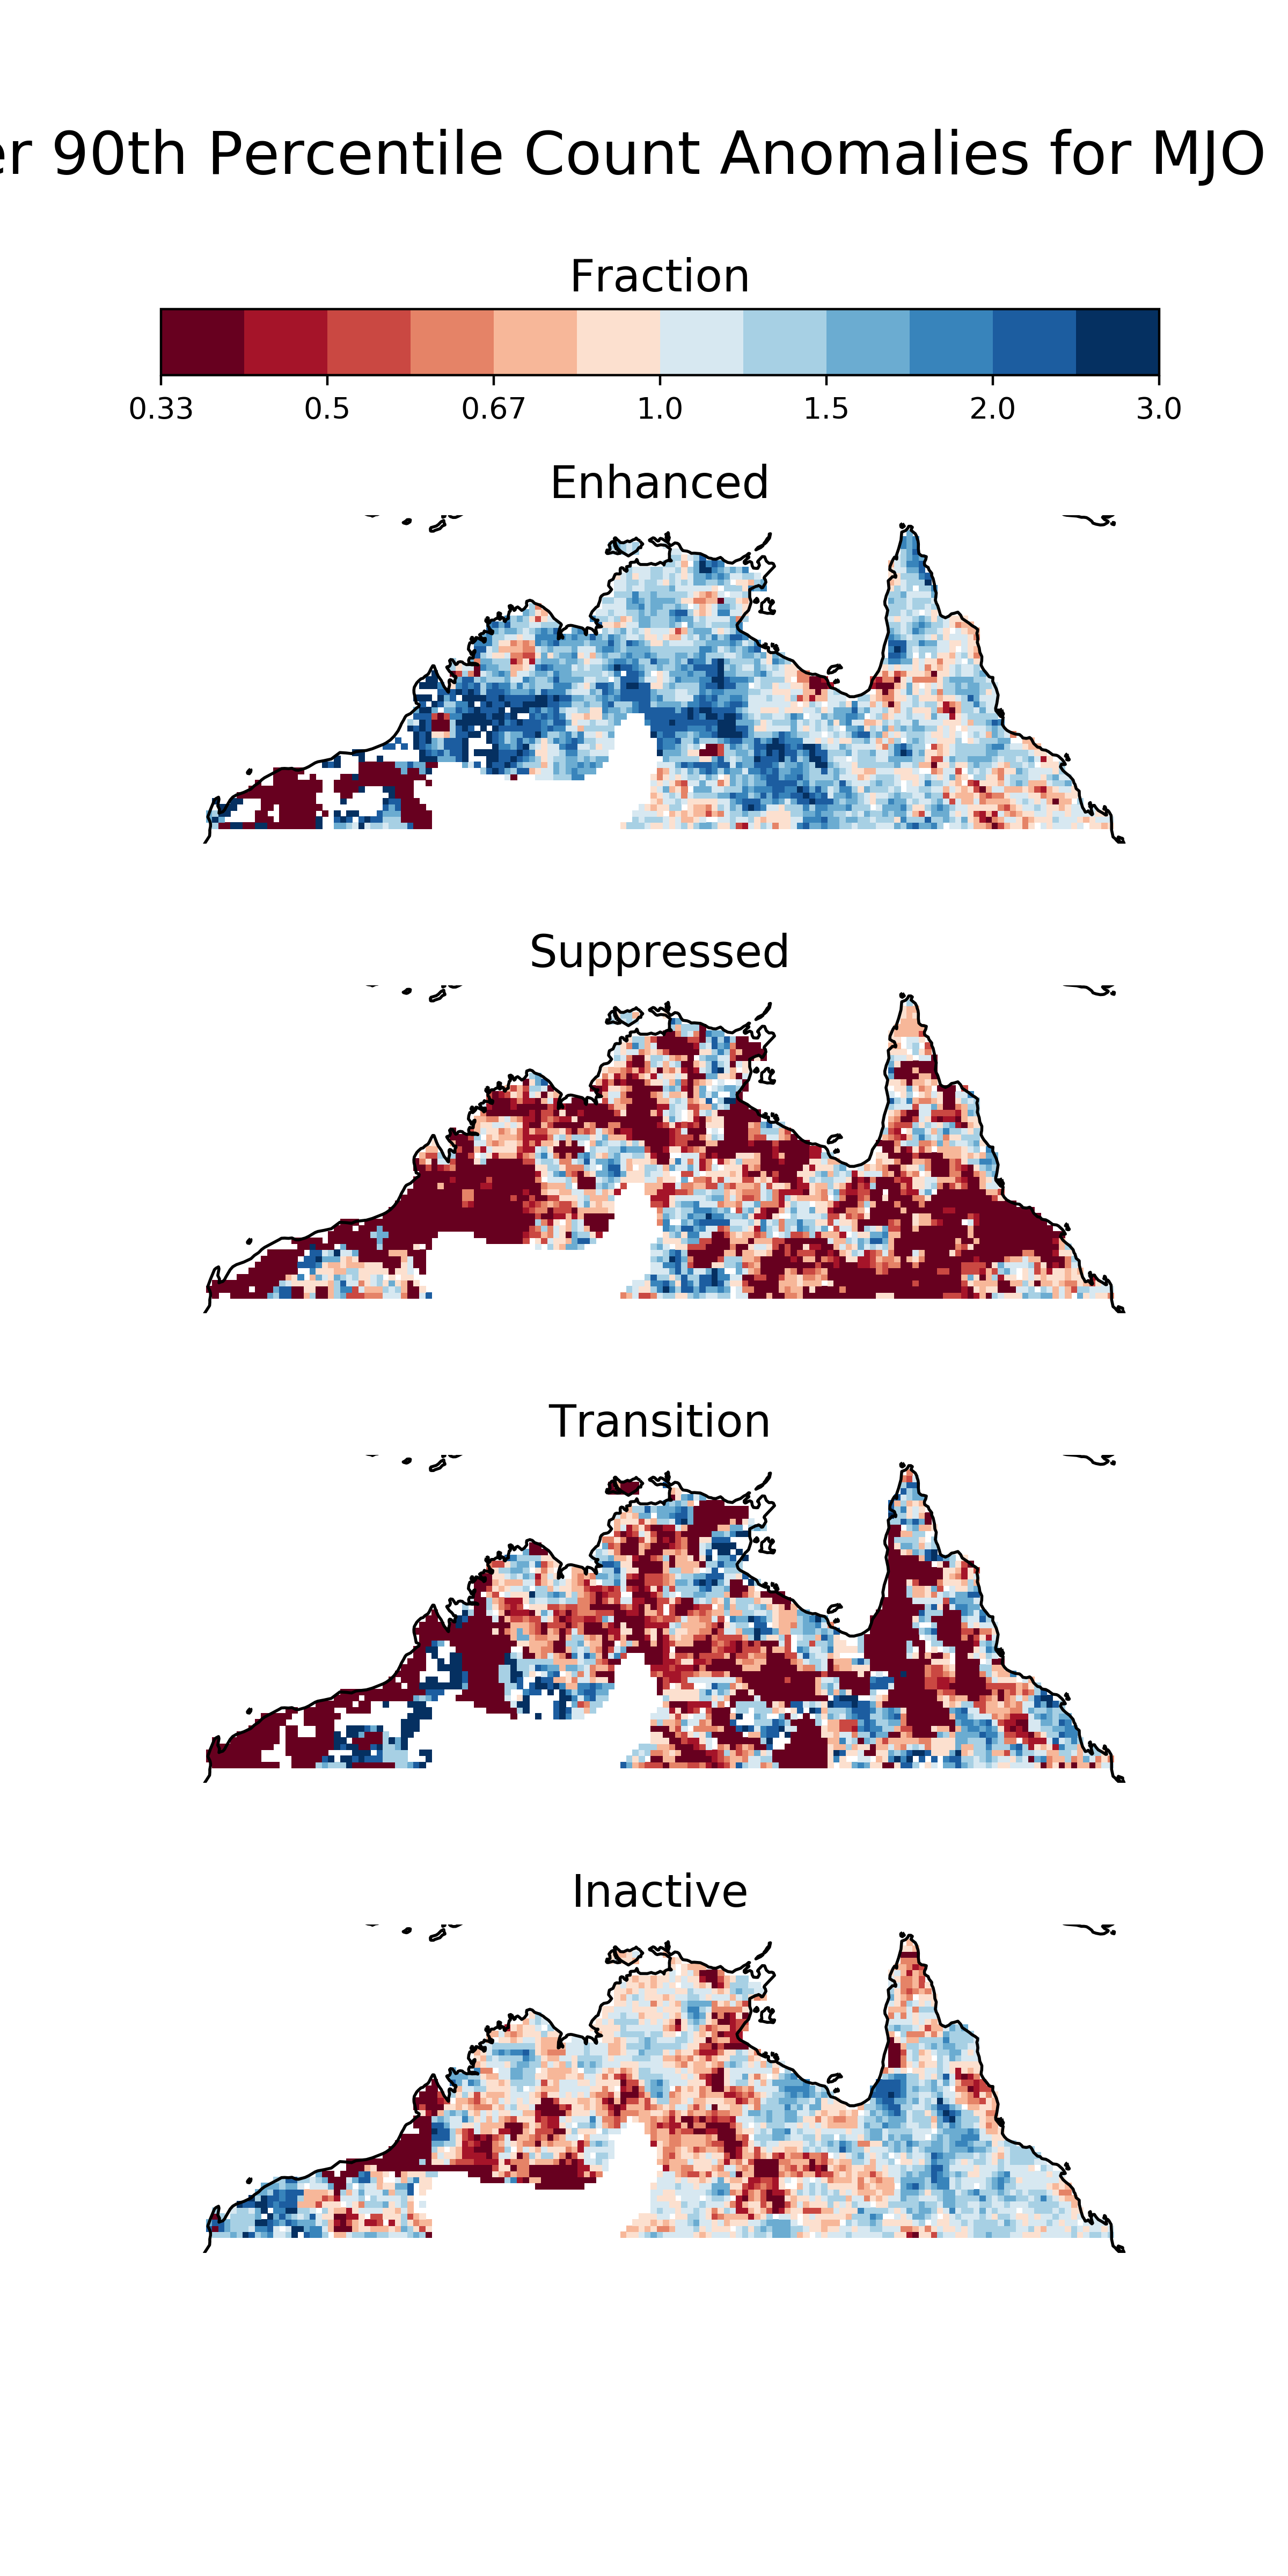 er 90th Percentile Count Anomalies for MJO
Fraction
0.33 0.5 0.67 1.0 1.5 2.0 3.0
Enhanced
Suppressed
Transition
Inactive